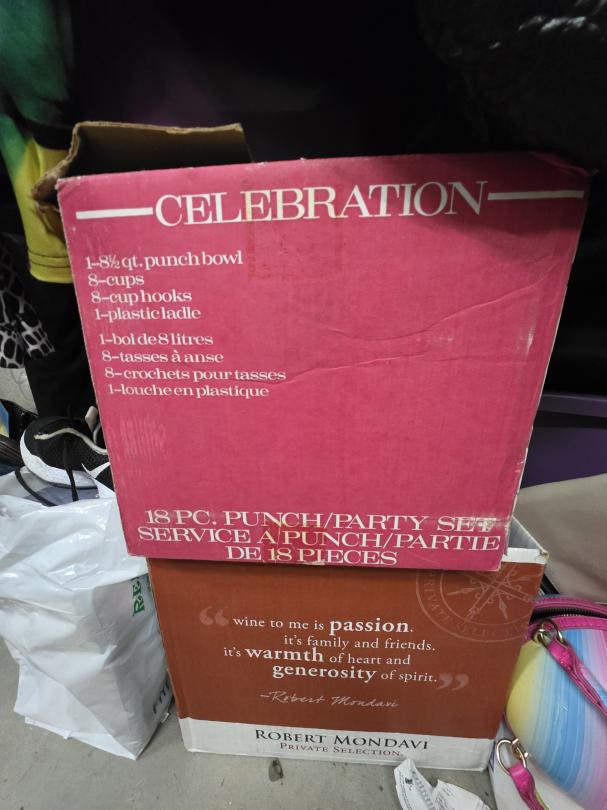 CELEBRATION
1-8½ qt. punch bowl
8-cups
8-cup hooks
1-plastic ladle
1-bol de 8 litres
8-tasses à anse
8-crochets pour tasses
1-louche en plastique
18 PC. PUNCH/PARTY SET
SERVICE A PUNCH/PARTIE
DE 18 PIECES
“wine to me is passion.
it's family and friends.
it's warmth of heart and
generosity of spirit.”
–Robert Mondavi
ROBERT MONDAVI
PRIVATE SELECTION